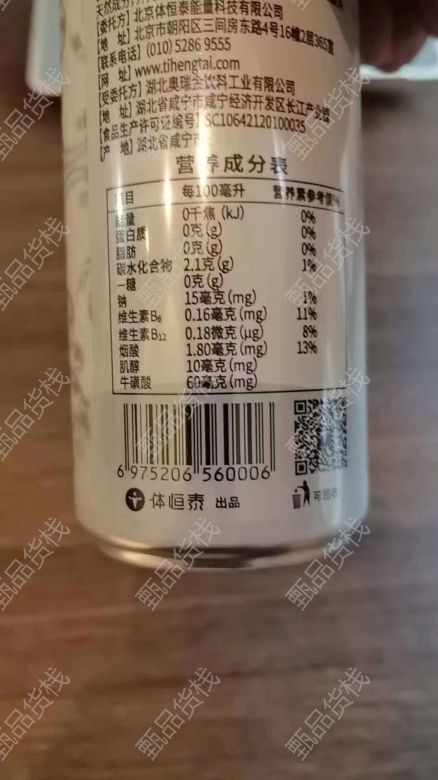 [委托方] 北京体恒泰能量科技有限公司
[地 址] 北京市朝阳区三间房东路4号16幢2层365室
[联系电话] (010) 5286 9555
[网 址] www.tihengtai.com
[受委托方] 湖北奥瑞金饮料工业有限公司
[地 址] 湖北省咸宁市咸宁经济开发区长江产业园
[食品生产许可证编号] SC10642120100035
[产 地] 湖北省咸宁市
营养成分表
项目 每100毫升 营养素参考值%
能量 0千焦 (kJ) 0%
蛋白质 0克 (g) 0%
脂肪 0克 (g) 0%
碳水化合物 2.1克 (g) 1%
—糖 0克 (g)
钠 15毫克 (mg) 1%
维生素B₆ 0.16毫克 (mg) 11%
维生素B₁₂ 0.18微克 (μg) 8%
烟酸 1.80毫克 (mg) 13%
肌醇 10毫克 (mg)
牛磺酸 60毫克 (mg)
6 975206 560006
体恒泰 出品
可回收
甄品货栈